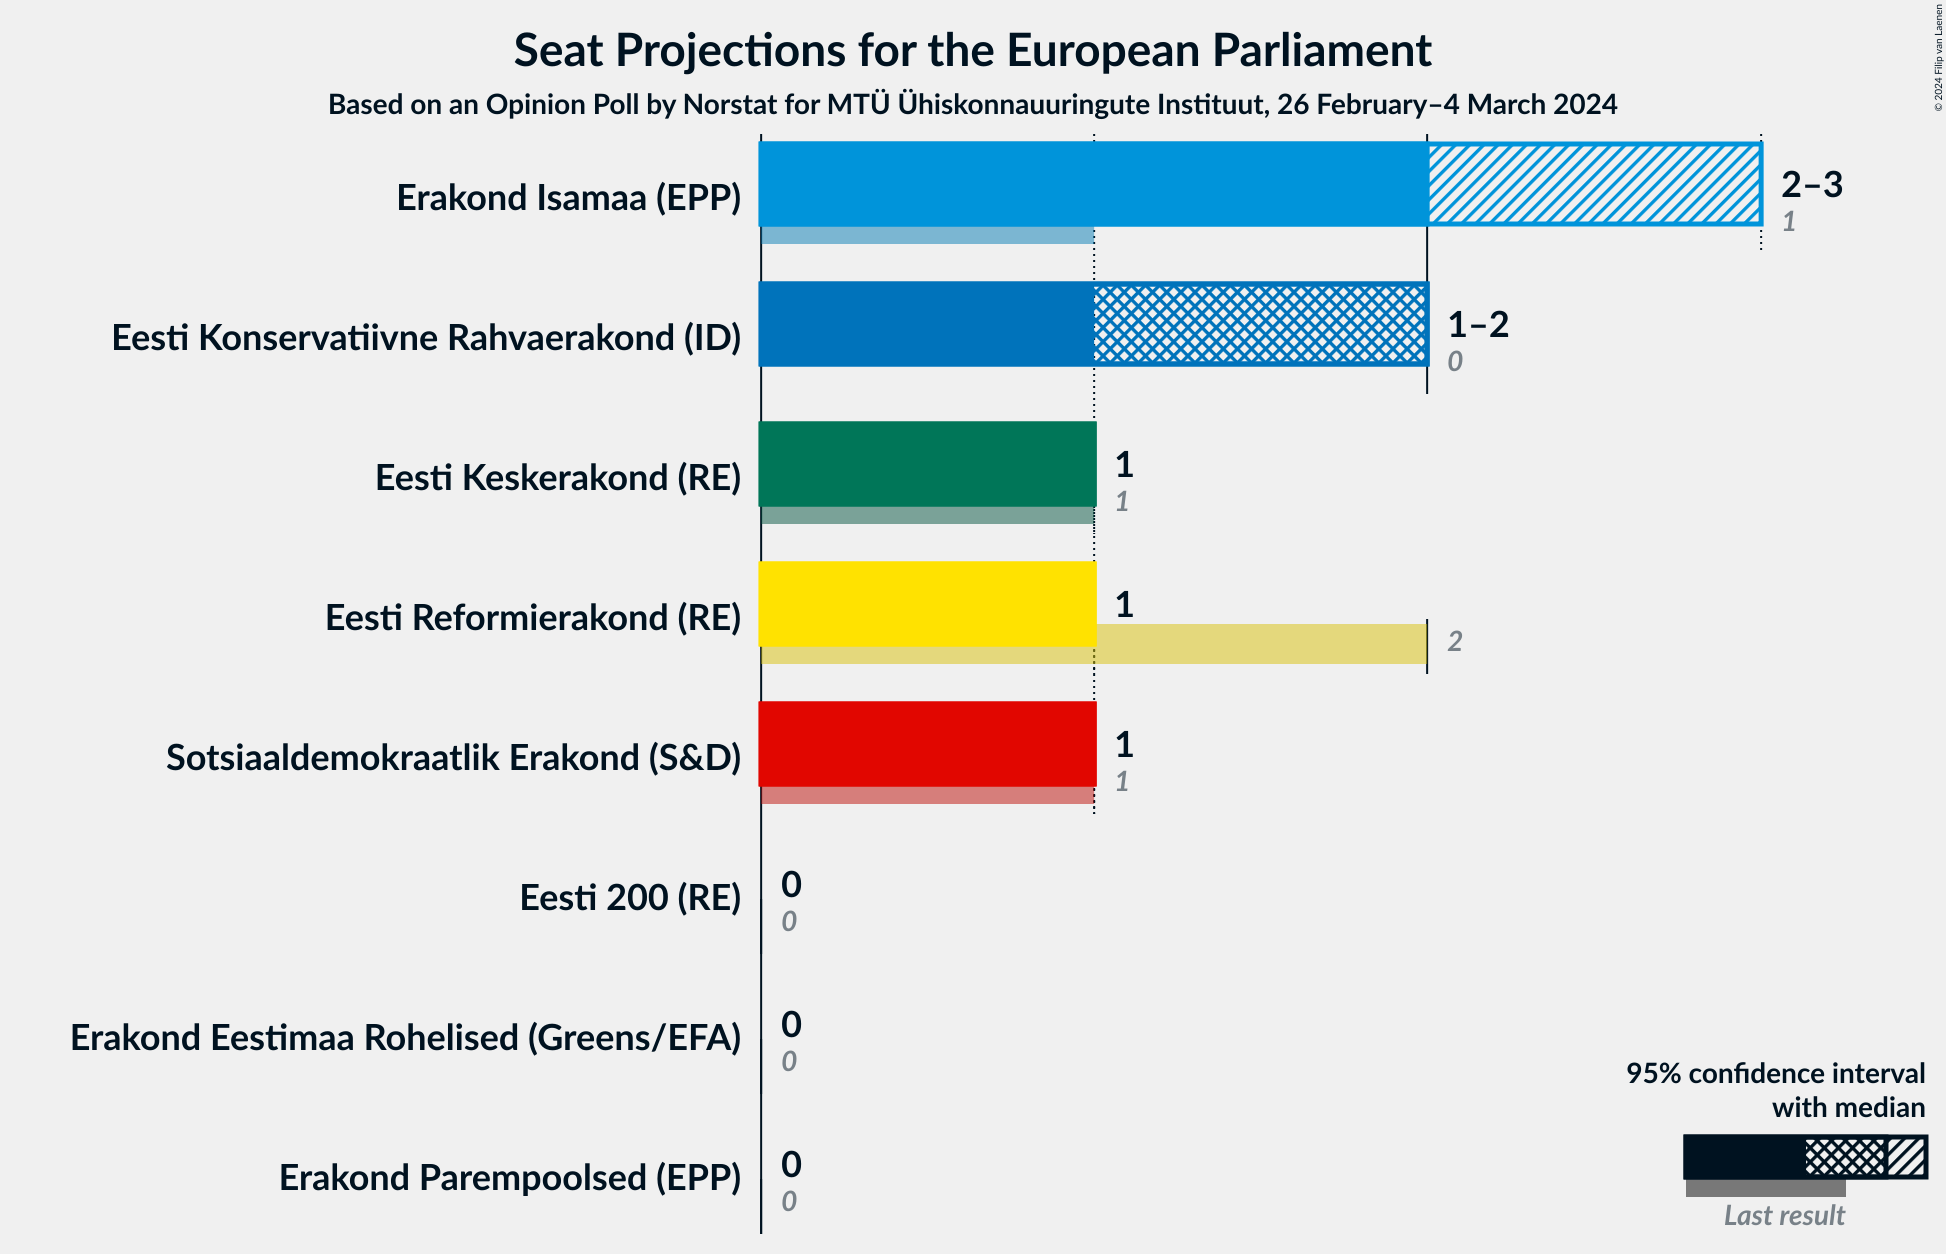 Seat Projections for the European Parliament
Based on an Opinion Poll by Norstat for MTÜ Ühiskonnauuringute Instituut, 26 February–4 March 2024
© 2024 Filip van Laenen
Erakond Isamaa (EPP)
2–3
1
Eesti Konservatiivne Rahvaerakond (ID)
1–2
0
Eesti Keskerakond (RE)
1
1
Eesti Reformierakond (RE)
1
2
Sotsiaaldemokraatlik Erakond (S&D)
1
1
Eesti 200 (RE)
0
0
Erakond Eestimaa Rohelised (Greens/EFA)
0
0
Erakond Parempoolsed (EPP)
0
0
95% confidence interval
with median
Last result